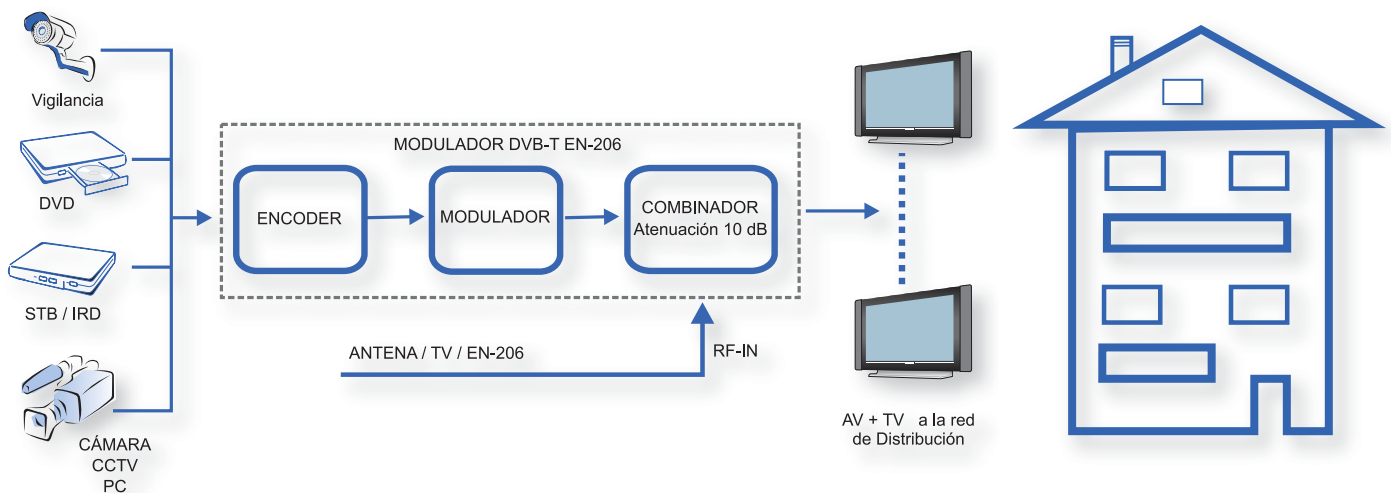 Vigilancia
DVD
STB / IRD
CÁMARA
CCTV
PC
MODULADOR DVB-T EN-206
ENCODER
MODULADOR
COMBINADOR
Atenuación 10 dB
ANTENA / TV / EN-206
RF-IN
AV + TV a la red
de Distribución